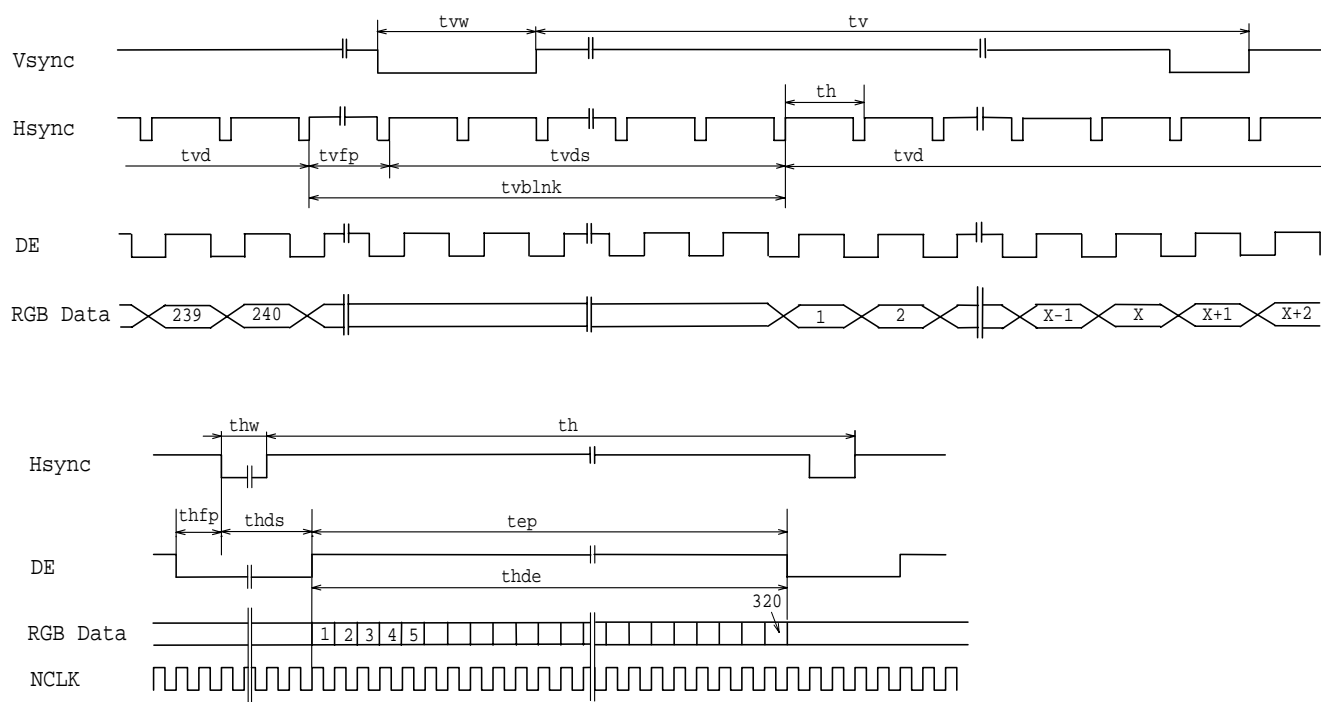 tvw
tv
Vsync
th
Hsync
tvd
tvfp
tvds
tvd
tvblnk
DE
RGB Data
239
240
1
2
X-1
X
X+1
X+2
thw
th
Hsync
thfp
thds
tep
DE
thde
320
RGB Data
1
2
3
4
5
NCLK